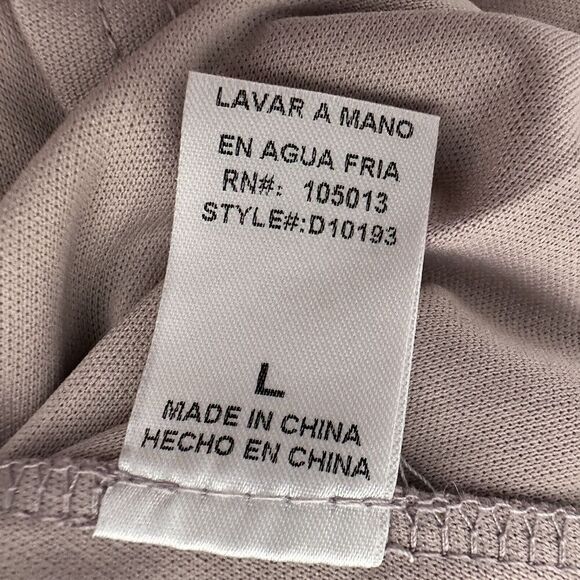 LAVAR A MANO
EN AGUA FRIA
RN#: 105013
STYLE#:D10193
L
MADE IN CHINA
HECHO EN CHINA